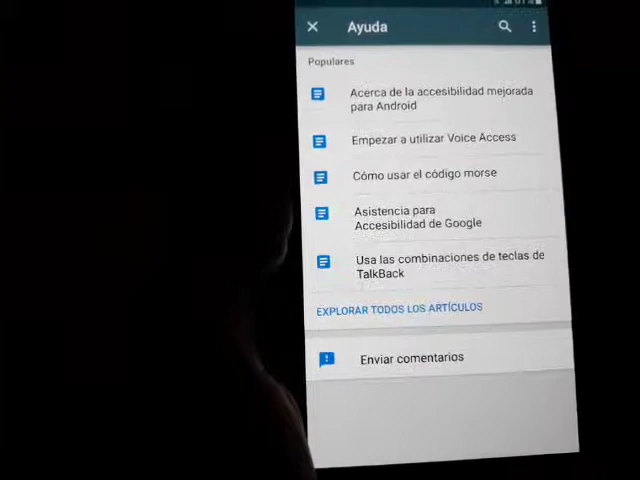 Ayuda
Populares
Acerca de la accesibilidad mejorada
para Android
Empezar a utilizar Voice Access
Cómo usar el código morse
Asistencia para
Accesibilidad de Google
Usa las combinaciones de teclas de
TalkBack
EXPLORAR TODOS LOS ARTÍCULOS
Enviar comentarios